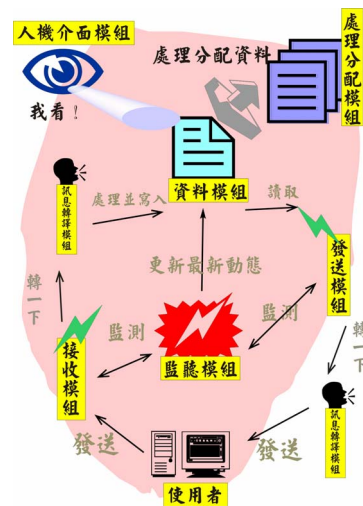 人機介面模組
我看!
處理分配資料
處理分配模組
訊息轉譯模組
處理並寫入
資料模組
讀取
發送模組
更新最新動態
轉一下
監測
監測
接收模組
監聽模組
轉一下
訊息轉譯模組
發送
發送
使用者